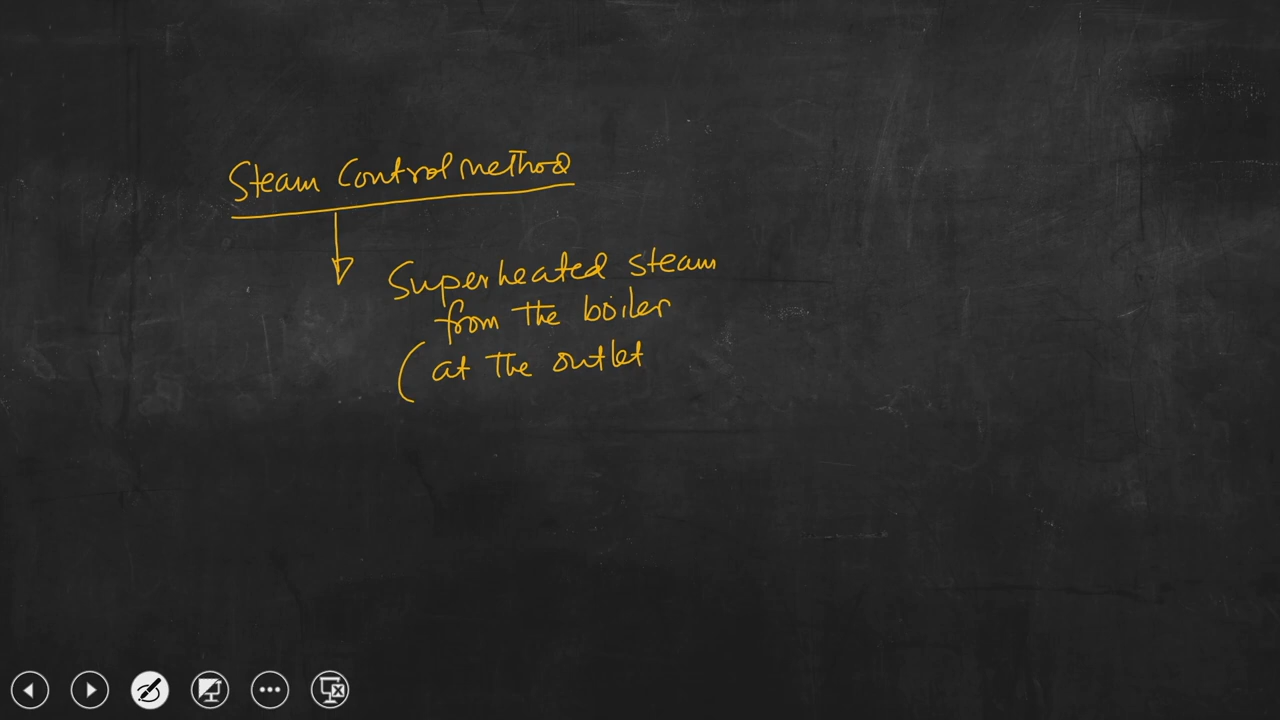 Steam Control method
Superheated steam
from the boiler
(at the outlet